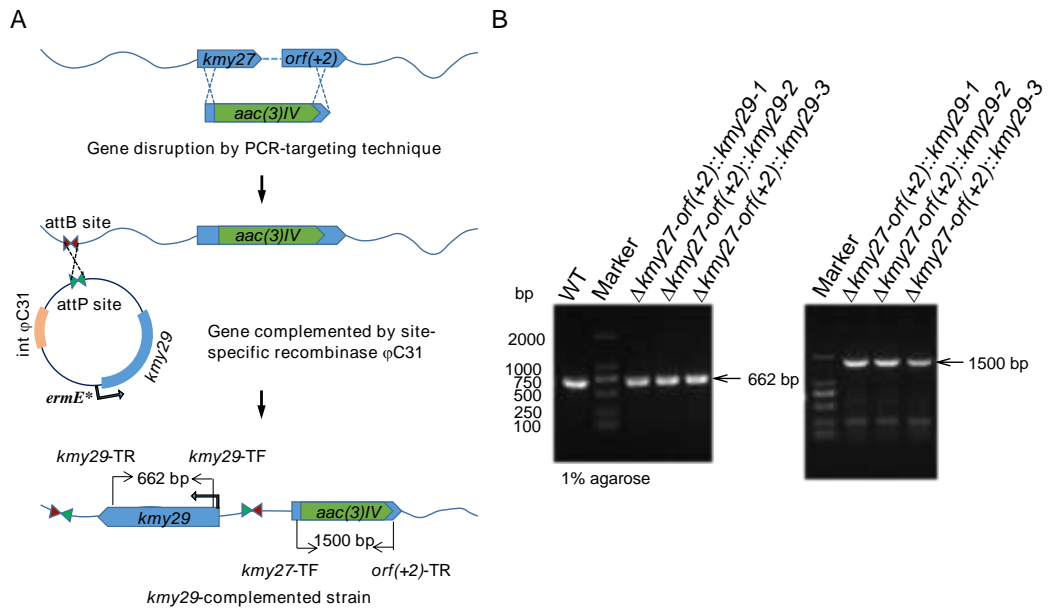 A
kmy27
orf(+2)
aac(3)IV
Gene disruption by PCR-targeting technique
attB site
aac(3)IV
attP site
int φC31
kmy29
ermE*
Gene complemented by site-
specific recombinase φC31
kmy29-TR
kmy29-TF
662 bp
kmy29
aac(3)IV
1500 bp
kmy27-TF
orf(+2)-TR
kmy29-complemented strain
B
bp
WT
Marker
Δkmy27-orf(+2)::kmy29-1
Δkmy27-orf(+2)::kmy29-2
Δkmy27-orf(+2)::kmy29-3
2000
1000
750
500
250
100
662 bp
1% agarose
Marker
Δkmy27-orf(+2)::kmy29-1
Δkmy27-orf(+2)::kmy29-2
Δkmy27-orf(+2)::kmy29-3
1500 bp